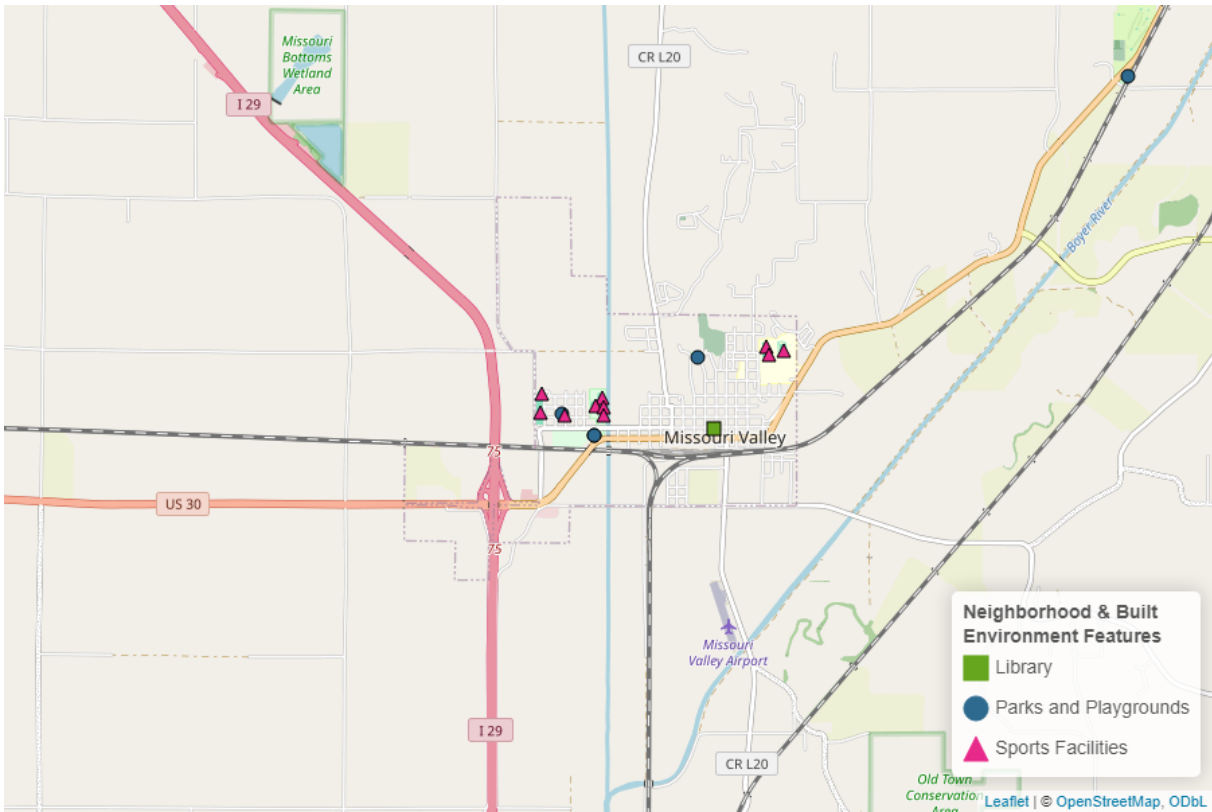 Missouri
Bottoms
Wetland
Area
CR L20
I 29
Boyer River
Missouri Valley
75
US 30
75
Missouri
Valley Airport
I 29
CR L20
Old Town
Conservation
Area
Neighborhood & Built
Environment Features
Library
Parks and Playgrounds
Sports Facilities
Leaflet | © OpenStreetMap, ODbL